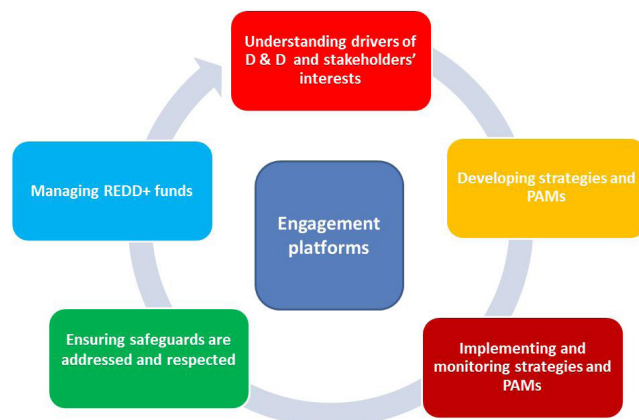 Understanding drivers of
D & D and stakeholders'
interests
Developing strategies and
PAMs
Implementing and
monitoring strategies and
PAMs
Ensuring safeguards are
addressed and respected
Managing REDD+ funds
Engagement
platforms